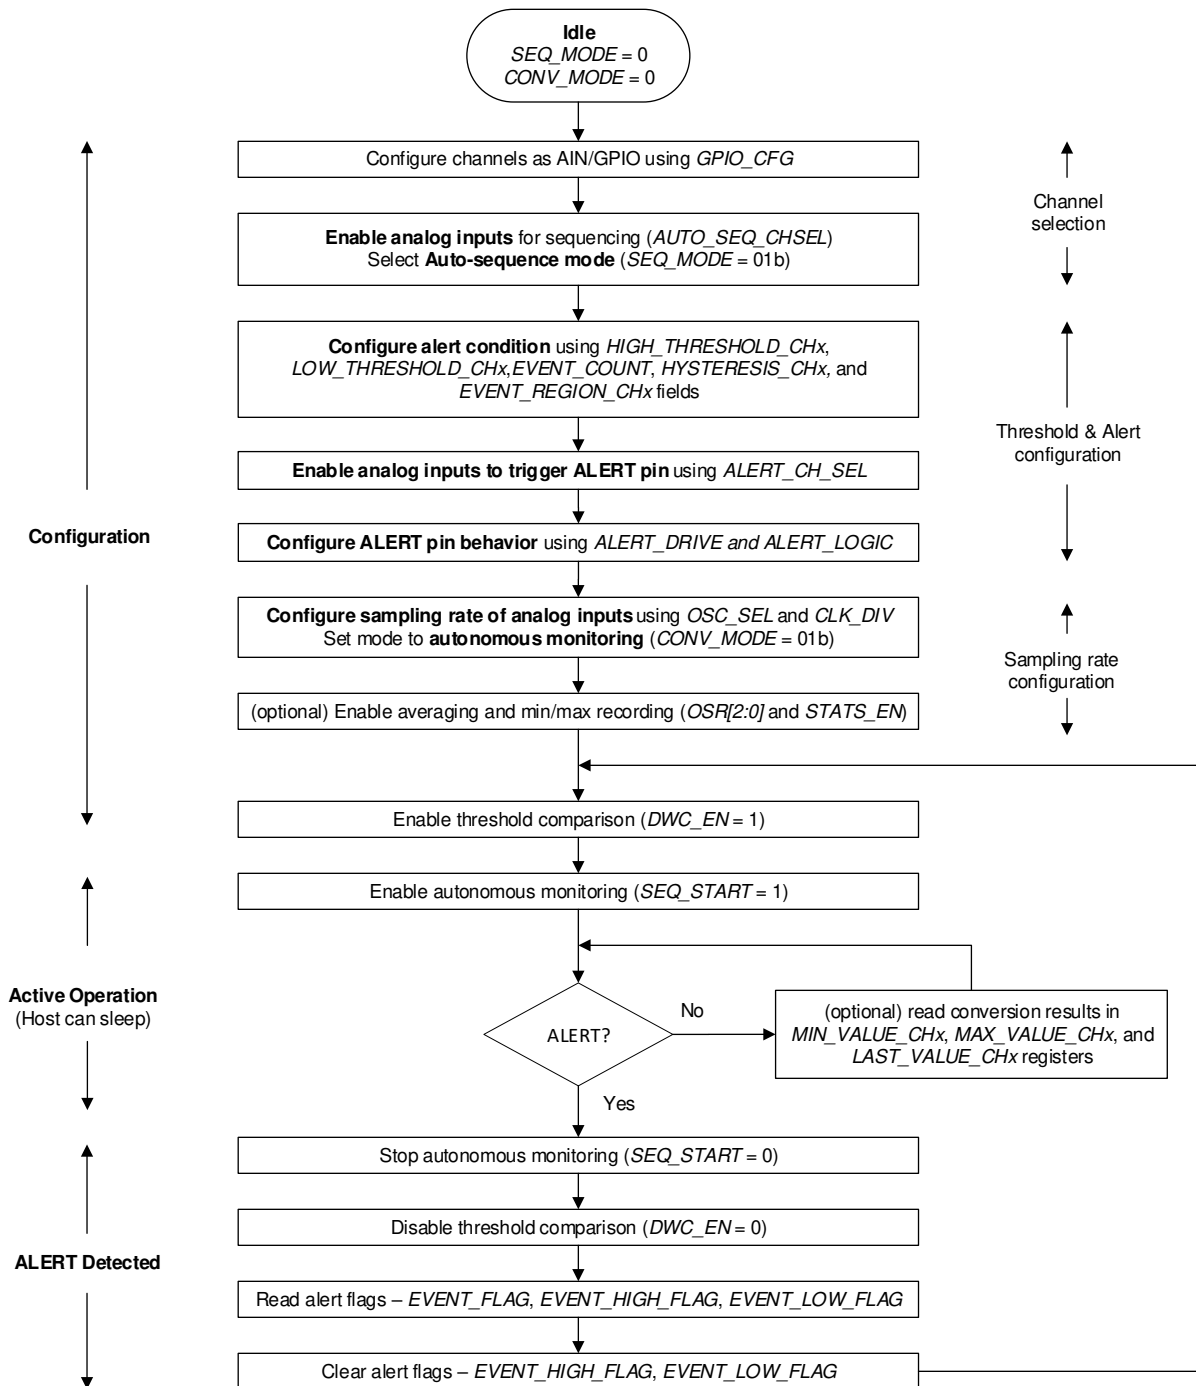 Idle
SEQ_MODE = 0
CONV_MODE = 0
Configure channels as AIN/GPIO using GPIO_CFG
Channel
selection
Enable analog inputs for sequencing (AUTO_SEQ_CHSEL)
Select Auto-sequence mode (SEQ_MODE = 01b)
Configure alert condition using HIGH_THRESHOLD_CHx,
LOW_THRESHOLD_CHx,EVENT_COUNT, HYSTERESIS_CHx, and
EVENT_REGION_CHx fields
Threshold & Alert
configuration
Enable analog inputs to trigger ALERT pin using ALERT_CH_SEL
Configuration
Configure ALERT pin behavior using ALERT_DRIVE and ALERT_LOGIC
Configure sampling rate of analog inputs using OSC_SEL and CLK_DIV
Set mode to autonomous monitoring (CONV_MODE = 01b)
Sampling rate
configuration
(optional) Enable averaging and min/max recording (OSR[2:0] and STATS_EN)
Enable threshold comparison (DWC_EN = 1)
Enable autonomous monitoring (SEQ_START = 1)
Active Operation
(Host can sleep)
ALERT?
No
(optional) read conversion results in
MIN_VALUE_CHx, MAX_VALUE_CHx, and
LAST_VALUE_CHx registers
Yes
Stop autonomous monitoring (SEQ_START = 0)
Disable threshold comparison (DWC_EN = 0)
ALERT Detected
Read alert flags – EVENT_FLAG, EVENT_HIGH_FLAG, EVENT_LOW_FLAG
Clear alert flags – EVENT_HIGH_FLAG, EVENT_LOW_FLAG